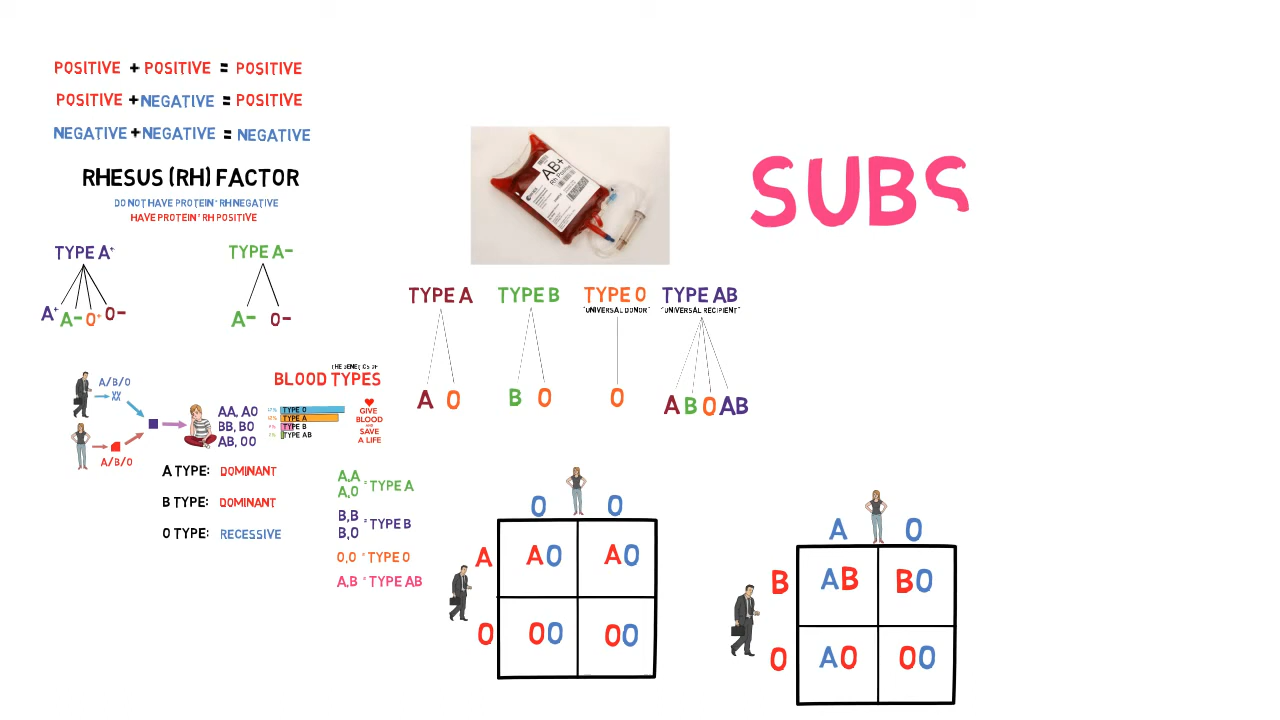 POSITIVE + POSITIVE = POSITIVE
POSITIVE + NEGATIVE = POSITIVE
NEGATIVE + NEGATIVE = NEGATIVE
RHESUS (RH) FACTOR
DO NOT HAVE PROTEIN = RH NEGATIVE
HAVE PROTEIN = RH POSITIVE
TYPE A+
A+ A- O+ O-
TYPE A-
A- O-
AB+
Rh Positive
SUBS
TYPE A
A O
TYPE B
B O
TYPE O
"UNIVERSAL DONOR"
O
TYPE AB
"UNIVERSAL RECIPIENT"
A B O AB
BLOOD TYPES
A/B/O
XX
A/B/O
AA, AO
BB, BO
AB, OO
TYPE O
TYPE A
TYPE B
TYPE AB
GIVE
BLOOD
AND
SAVE
A LIFE
A TYPE: DOMINANT
B TYPE: DOMINANT
O TYPE: RECESSIVE
A,A
A,O
= TYPE A
B,B
B,O
= TYPE B
O,O = TYPE O
A,B = TYPE AB
O O
A AO AO
O OO OO
A O
B AB BO
O AO OO